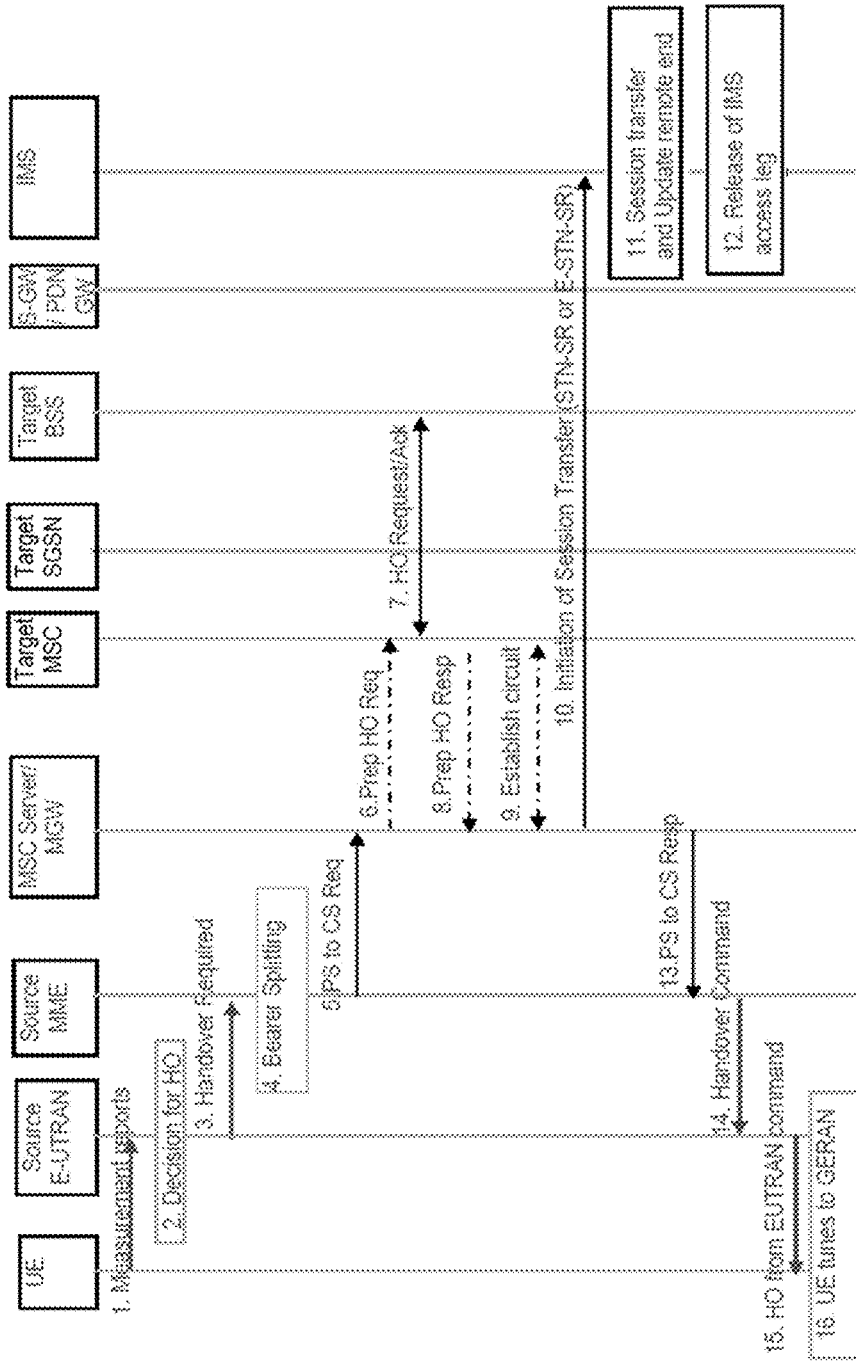 UE
Source
E-UTRAN
Source
MME
MSC Server/
MGW
Target
MSC
Target
SGSN
Target
BSS
S-GW
/ PDN
GW
IMS
1. Measurement reports
2. Decision for HO
3. Handover Required
4. Bearer Splitting
5.PS to CS Req
6.Prep HO Req
7. HO Request/Ack
8.Prep HO Resp
9. Establish circuit
10. Initiation of Session Transfer (STN-SR or E-STN-SR)
11. Session transfer
and Update remote end
12. Release of IMS
access leg
13.PS to CS Resp
14. Handover Command
15. HO from EUTRAN command
16. UE tunes to GERAN